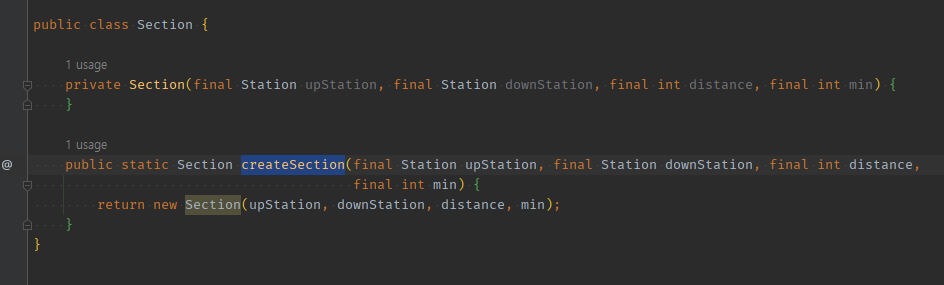 public class Section {
1 usage
private Section(final Station upStation, final Station downStation, final int distance, final int min) {
}
1 usage
@
public static Section createSection(final Station upStation, final Station downStation, final int distance,
final int min) {
return new Section(upStation, downStation, distance, min);
}
}